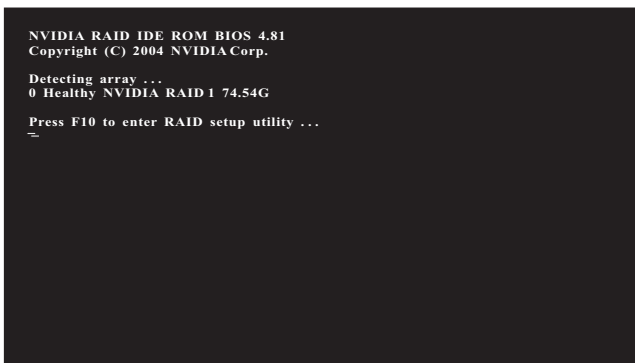 NVIDIA RAID IDE ROM BIOS 4.81
Copyright (C) 2004 NVIDIA Corp.
Detecting array ...
0 Healthy NVIDIA RAID 1 74.54G
Press F10 to enter RAID setup utility ...